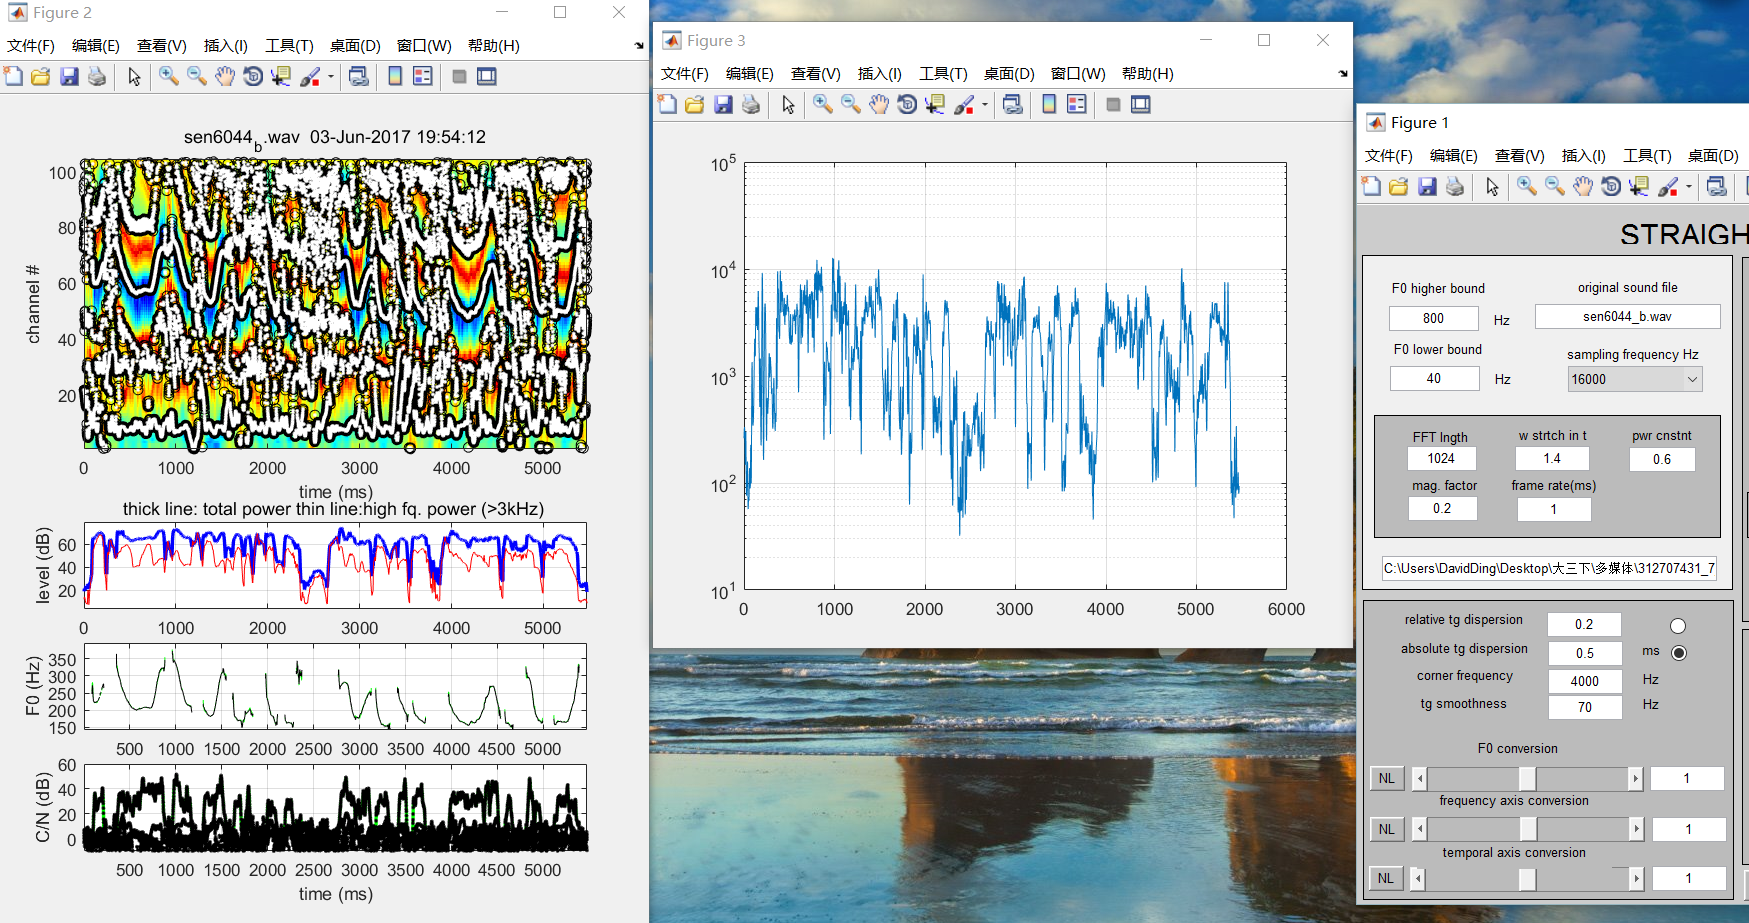 Figure 2
文件(F) 编辑(E) 查看(V) 插入(I) 工具(T) 桌面(D) 窗口(W) 帮助(H)
sen6044_b.wav 03-Jun-2017 19:54:12
channel #
100
80
60
40
20
0 1000 2000 3000 4000 5000
time (ms)
thick line: total power thin line:high fq. power (>3kHz)
level (dB)
60
40
20
0 1000 2000 3000 4000 5000
F0 (Hz)
350
300
250
200
150
500 1000 1500 2000 2500 3000 3500 4000 4500 5000
C/N (dB)
60
40
20
0
500 1000 1500 2000 2500 3000 3500 4000 4500 5000
time (ms)
Figure 3
文件(F) 编辑(E) 查看(V) 插入(I) 工具(T) 桌面(D) 窗口(W) 帮助(H)
10^5
10^4
10^3
10^2
10^1
0 1000 2000 3000 4000 5000 6000
Figure 1
文件(F) 编辑(E) 查看(V) 插入(I) 工具(T) 桌面(D)
STRAIGH
F0 higher bound
800 Hz
F0 lower bound
40 Hz
original sound file
sen6044_b.wav
sampling frequency Hz
16000
FFT lngth w strtch in t pwr cnstnt
1024 1.4 0.6
mag. factor frame rate(ms)
0.2 1
C:\Users\DavidDing\Desktop\大三下\多媒体\312707431_7
relative tg dispersion 0.2
absolute tg dispersion 0.5 ms
corner frequency 4000 Hz
tg smoothness 70 Hz
F0 conversion
NL 1
frequency axis conversion
NL 1
temporal axis conversion
NL 1